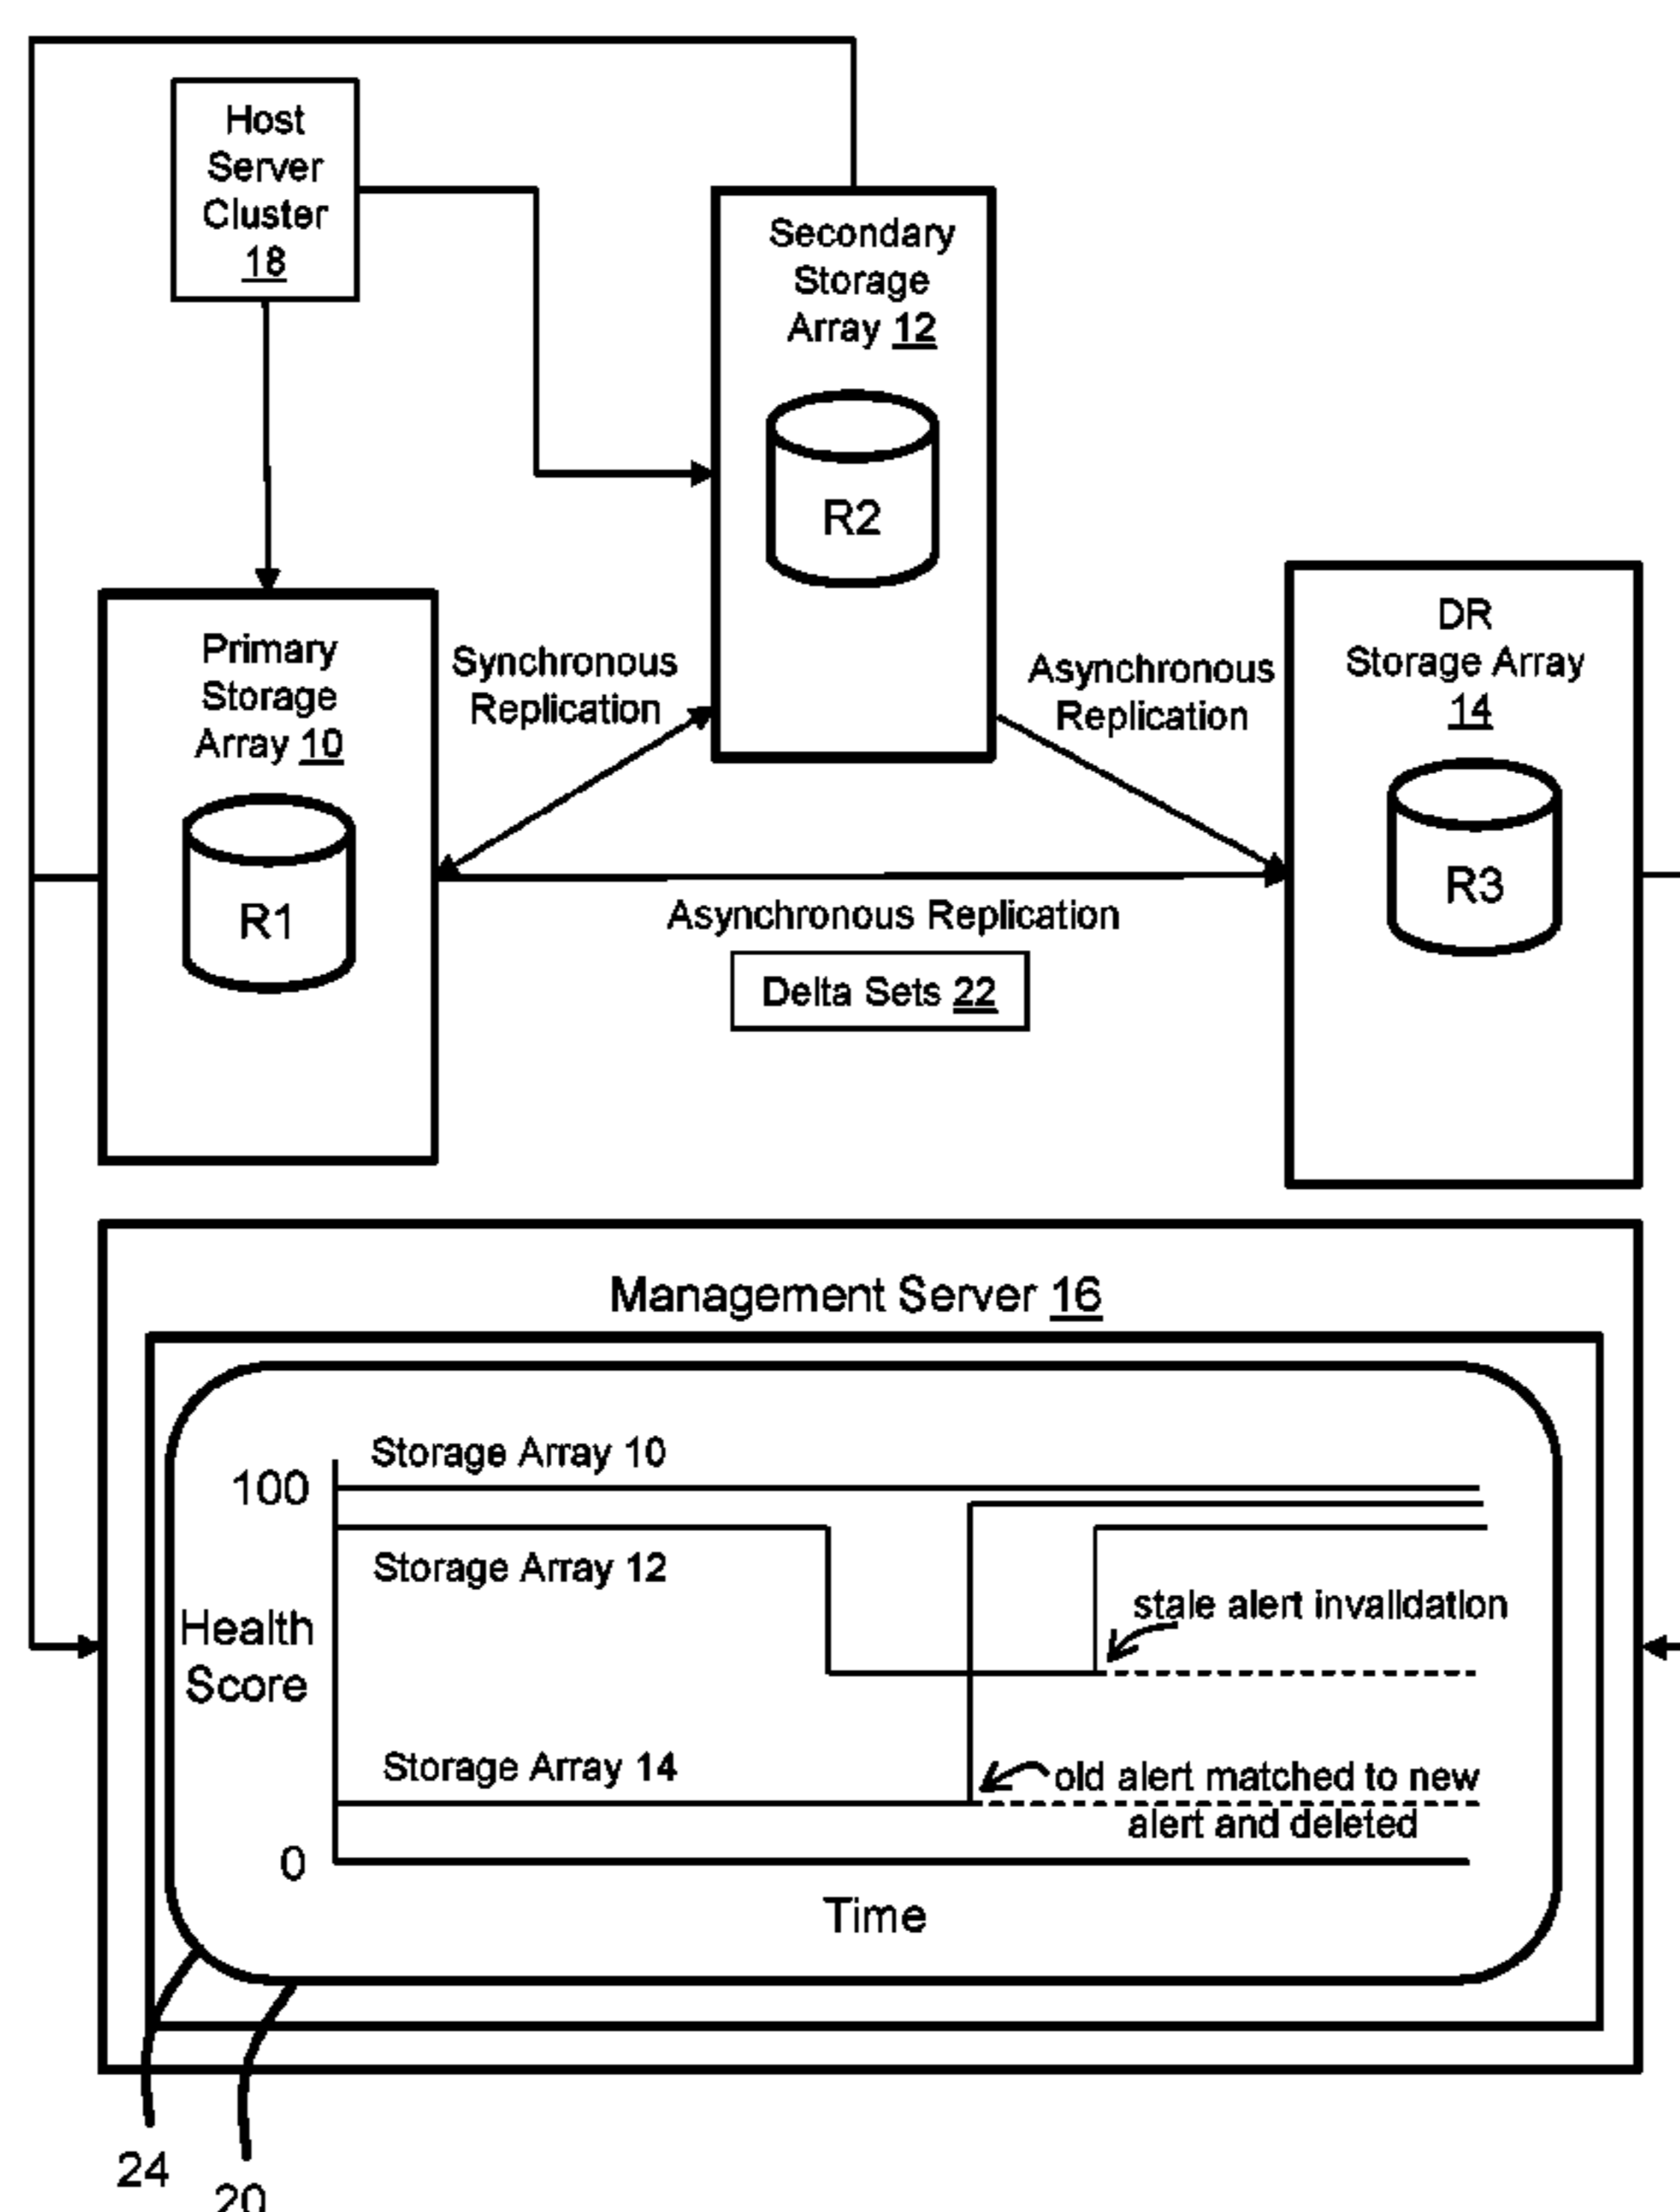 Host
Server
Cluster
18
Secondary
Storage
Array 12
R2
Primary
Storage
Array 10
R1
Synchronous
Replication
Asynchronous
Replication
DR
Storage Array
14
R3
Asynchronous Replication
Delta Sets 22
Management Server 16
Storage Array 10
100
Storage Array 12
stale alert invalidation
Health
Score
Storage Array 14
old alert matched to new
alert and deleted
0
Time
24
20